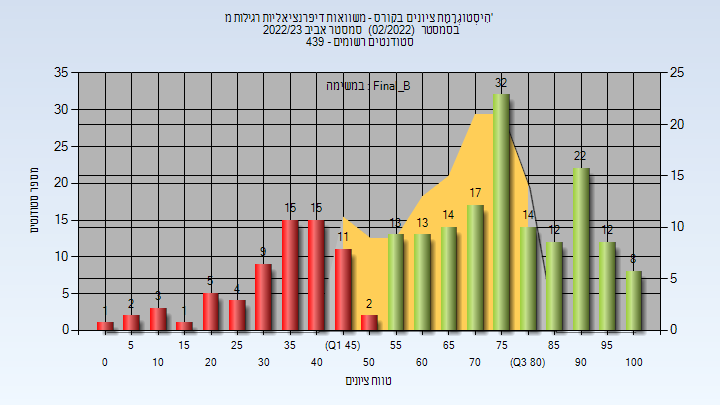 היסטוגרמת ציונים בקורס - משוואות דיפרנציאליות רגילות מ'
בסמסטר (02/2022) סמסטר אביב 2022/23
סטודנטים רשומים - 439
במשימה : Final_B
מספר סטודנטים
35 30 25 20 15 10 5 0
25 20 15 10 5 0
1 2 3 1 5 4 9 15 15 11 2 13 13 14 17 32 14 12 22 12 8
5 15 25 35 (Q1 45) 55 65 75 85 95
0 10 20 30 40 50 60 70 (Q3 80) 90 100
טווח ציונים